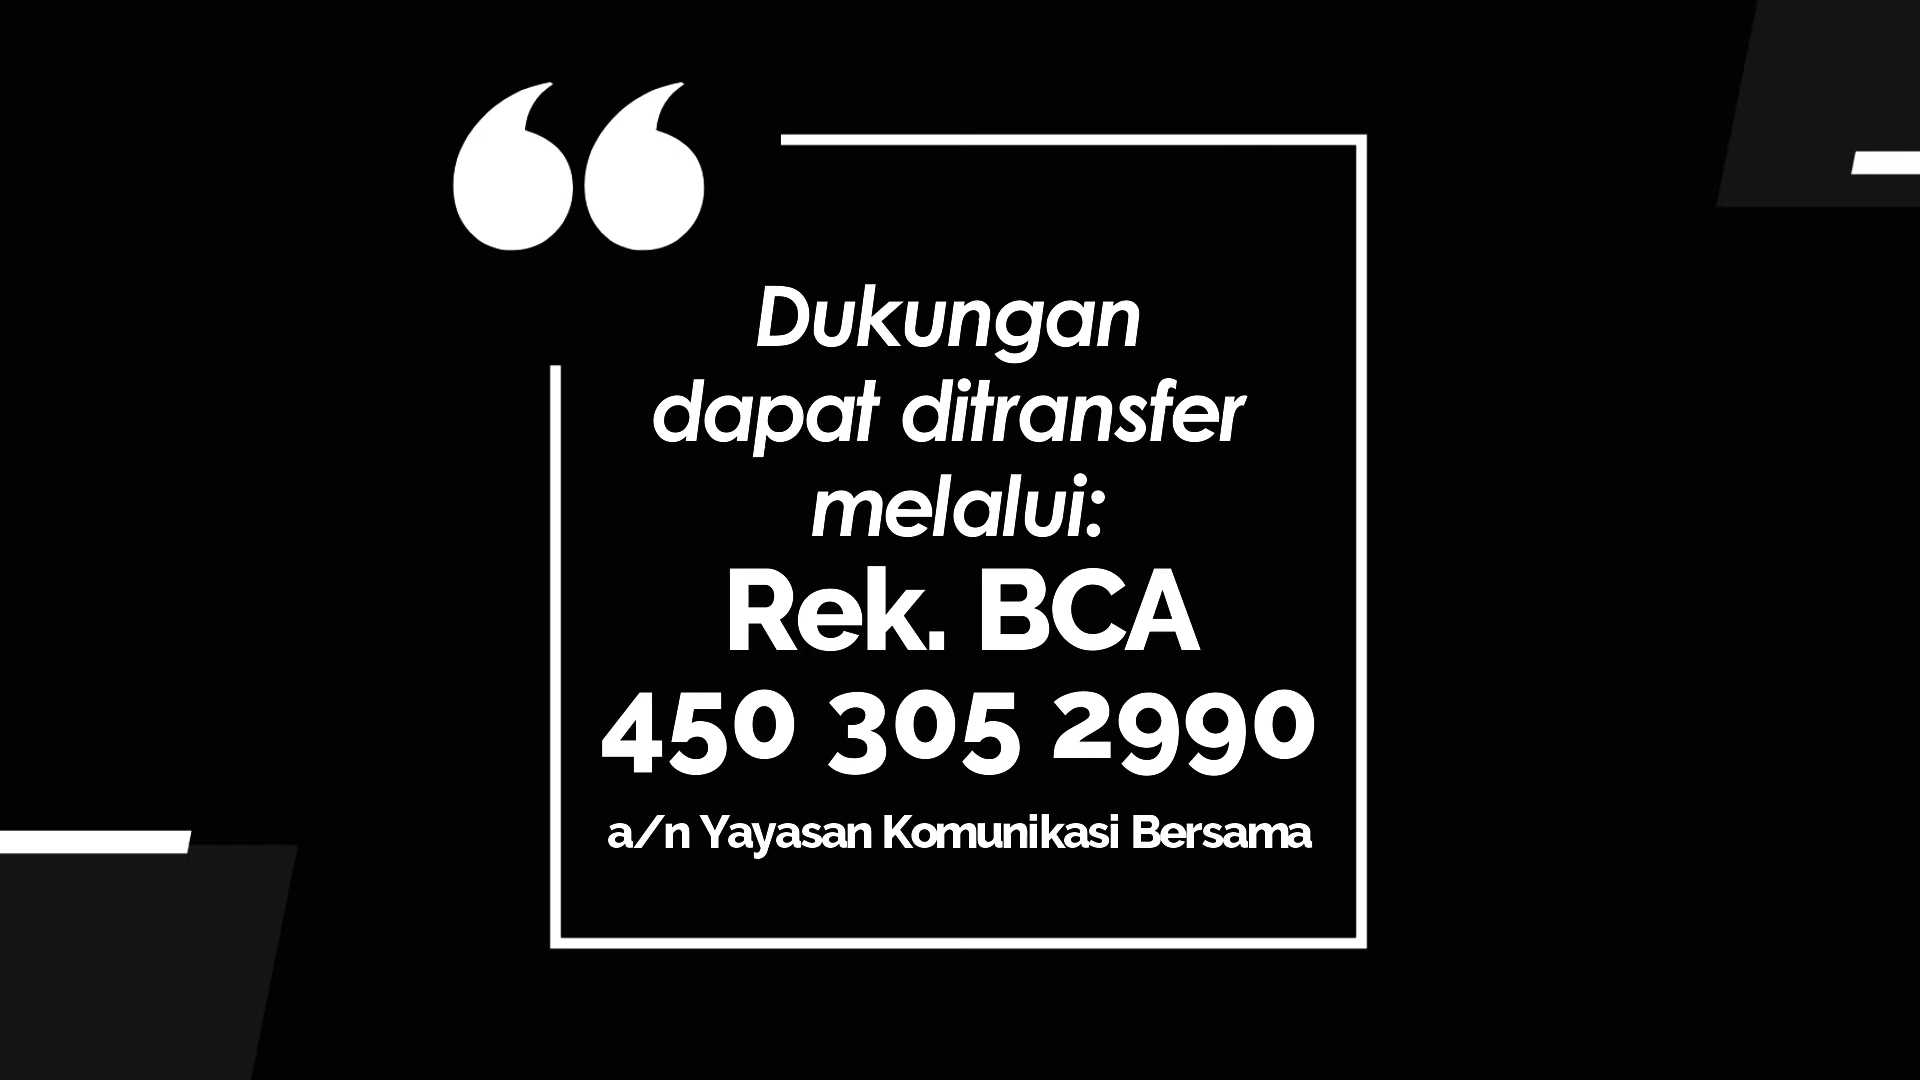 Dukungan
dapat ditransfer
melalui:
Rek. BCA
450 305 2990
a/n Yayasan Komunikasi Bersama